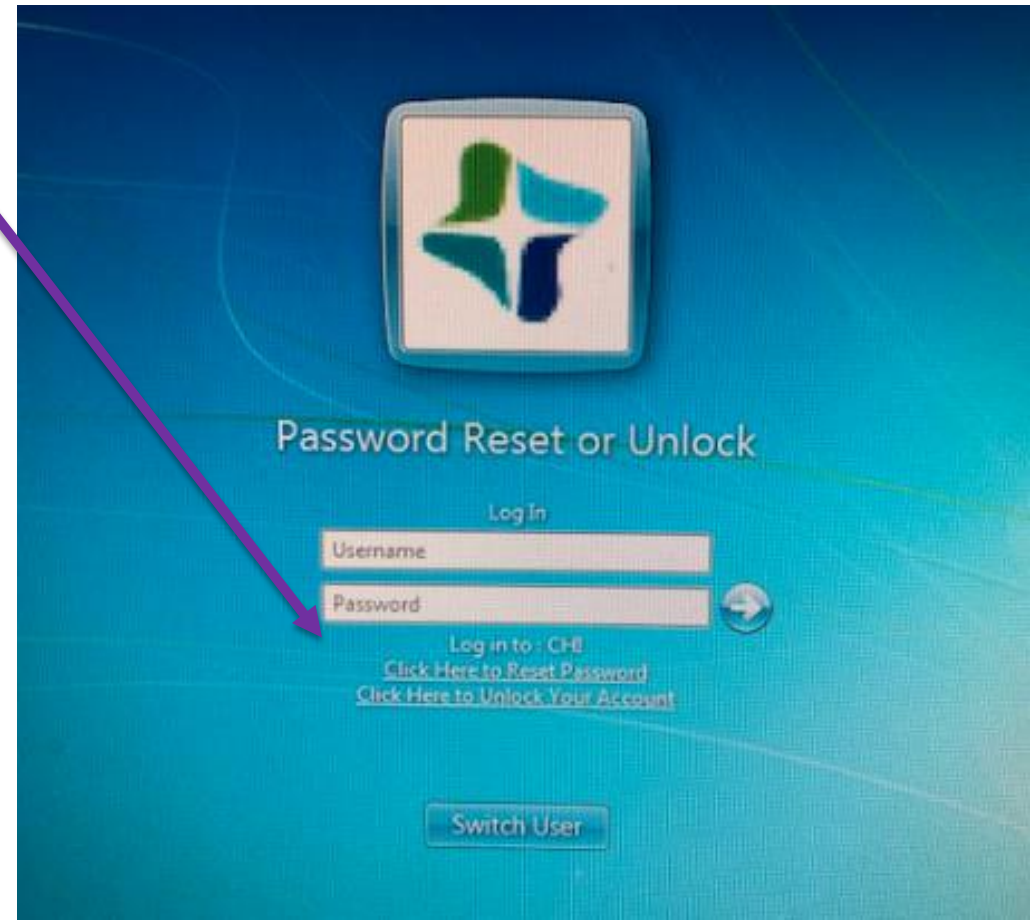 Password Reset or Unlock
Log In
Username
Password
Log in to : CHI
Click Here to Reset Password
Click Here to Unlock Your Account
Switch User